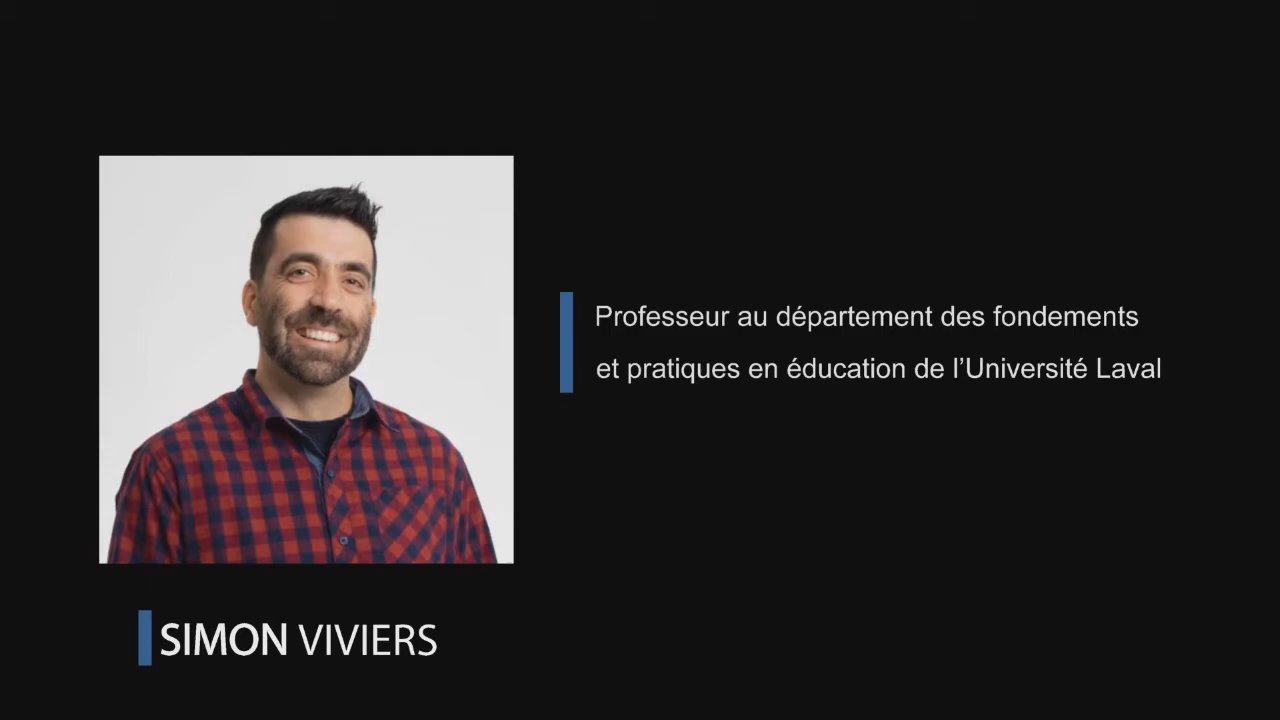 Professeur au département des fondements
et pratiques en éducation de l’Université Laval
SIMON VIVIERS